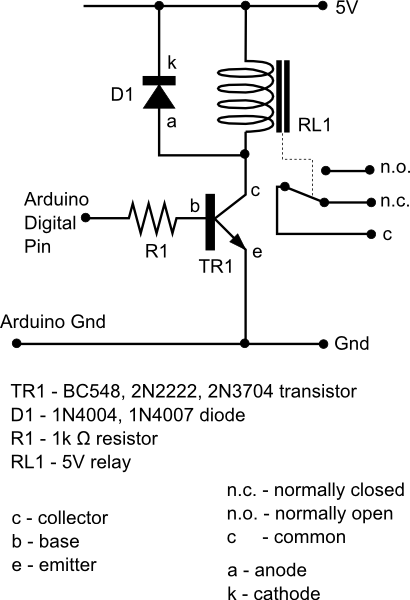 5V
k
D1
a
RL1
n.o.
c
Arduino
Digital
Pin
b
n.c.
R1
c
e
TR1
Arduino Gnd
Gnd
TR1 - BC548, 2N2222, 2N3704 transistor
D1 - 1N4004, 1N4007 diode
R1 - 1k Ω resistor
RL1 - 5V relay
c - collector
b - base
e - emitter
n.c. - normally closed
n.o. - normally open
c - common
a - anode
k - cathode